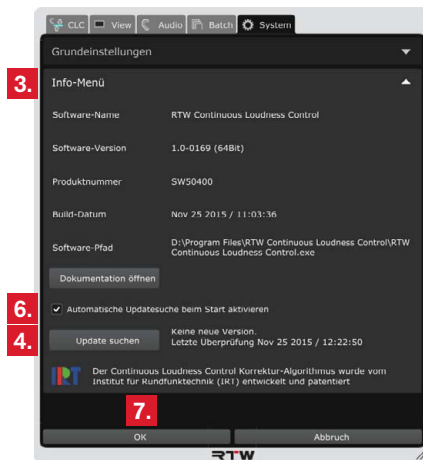 CLC View Audio Batch System
Grundeinstellungen
3. Info-Menü
Software-Name RTW Continuous Loudness Control
Software-Version 1.0-0169 (64Bit)
Produktnummer SW50400
Build-Datum Nov 25 2015 / 11:03:36
Software-Pfad D:\Program Files\RTW Continuous Loudness Control\RTW
Continuous Loudness Control.exe
Dokumentation öffnen
6. Automatische Updatesuche beim Start aktivieren
4. Update suchen Keine neue Version.
Letzte Überprüfung Nov 25 2015 / 12:22:50
IRT Der Continuous Loudness Control Korrektur-Algorithmus wurde vom
Institut für Rundfunktechnik (IRT) entwickelt und patentiert
7.
OK Abbruch
RTW